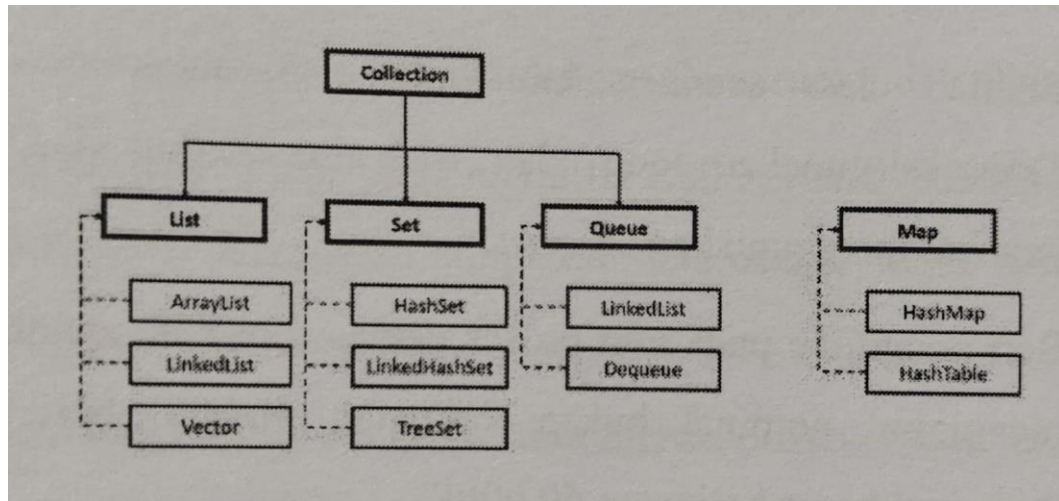 Collection
List
Set
Queue
Map
ArrayList
HashSet
LinkedList
HashMap
LinkedList
LinkedHashSet
Dequeue
HashTable
Vector
TreeSet